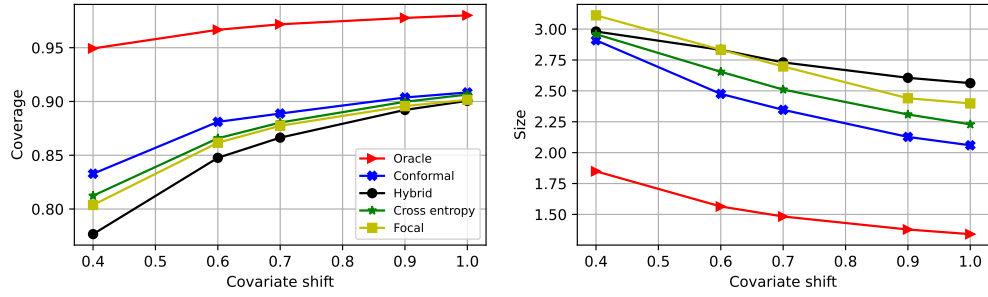 0.95
0.90
0.85
0.80
Coverage
0.4 0.5 0.6 0.7 0.8 0.9 1.0
Covariate shift
Oracle
Conformal
Hybrid
Cross entropy
Focal
3.00
2.75
2.50
2.25
2.00
1.75
1.50
Size
0.4 0.5 0.6 0.7 0.8 0.9 1.0
Covariate shift